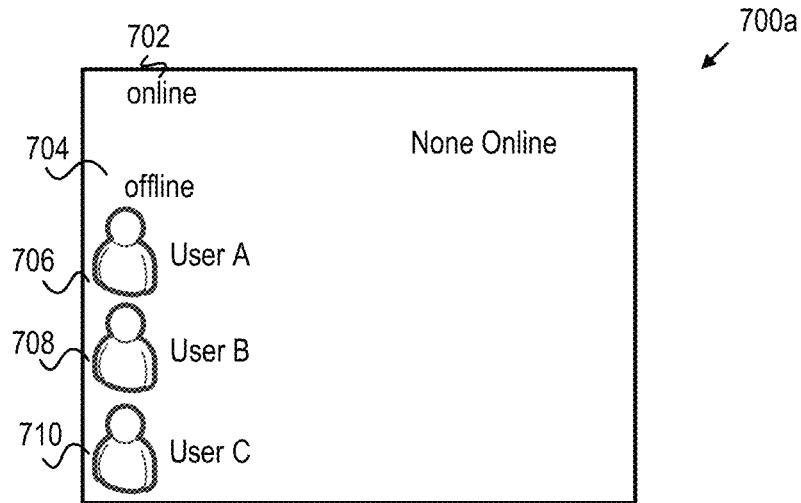 700a
702
online
None Online
704
offline
706
User A
708
User B
710
User C